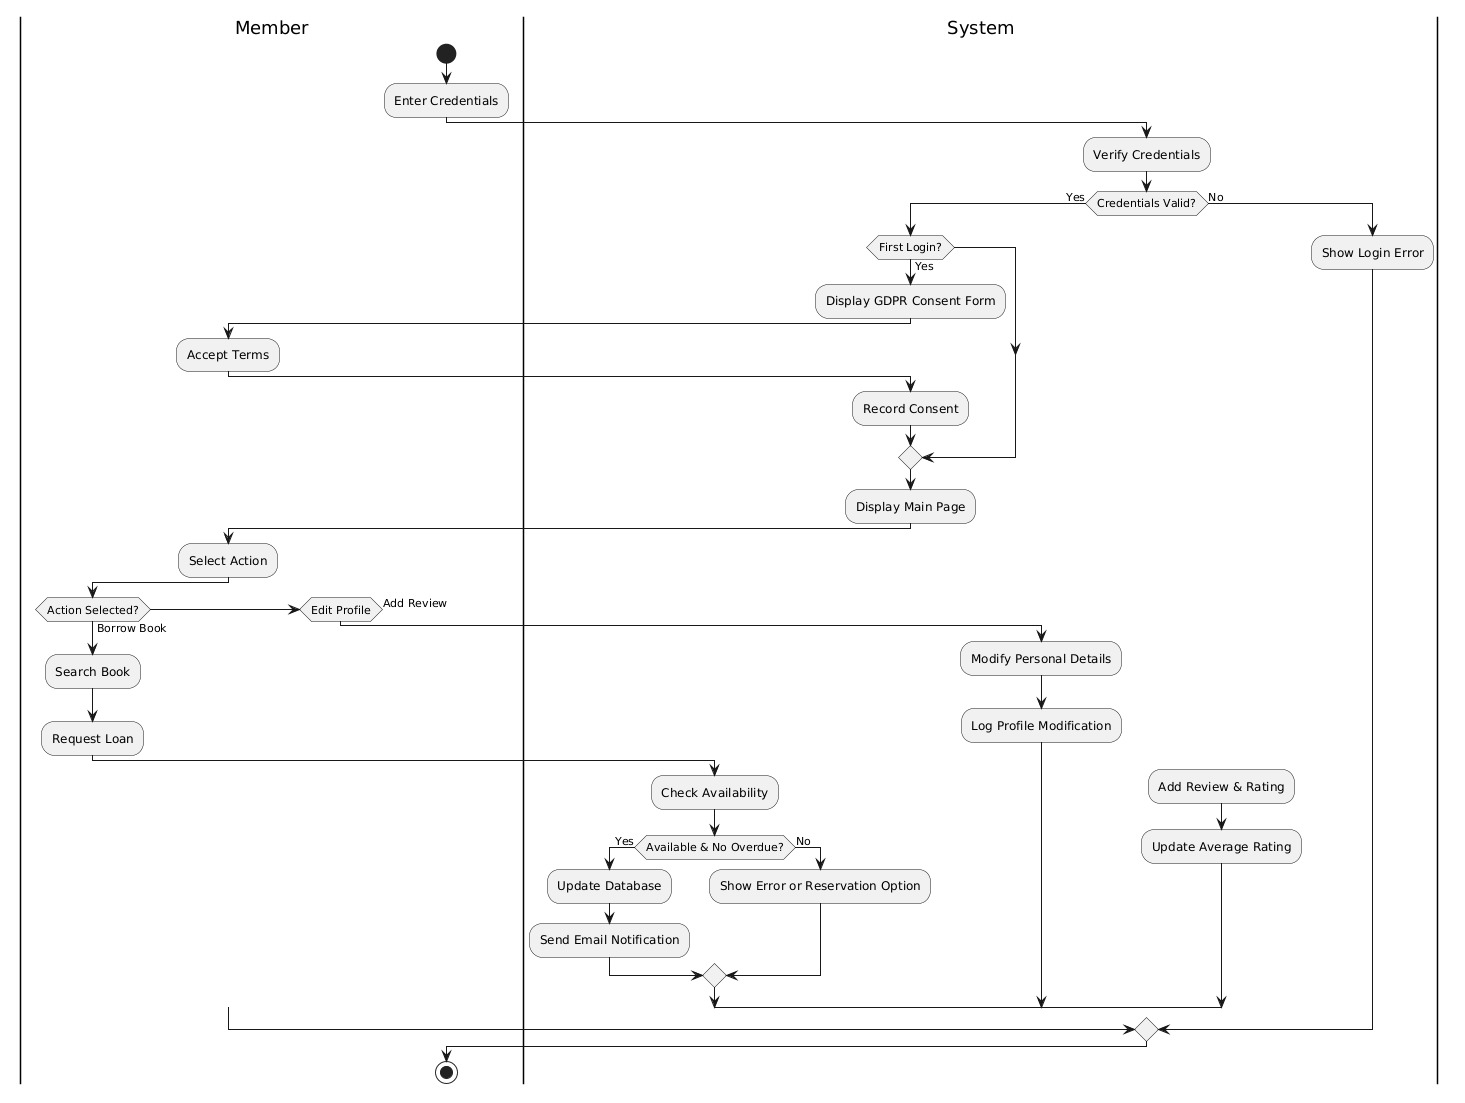 Member
System
Enter Credentials
Verify Credentials
Yes
Credentials Valid?
No
First Login?
Show Login Error
Yes
Display GDPR Consent Form
Accept Terms
Record Consent
Display Main Page
Select Action
Action Selected?
Edit Profile
Add Review
Borrow Book
Modify Personal Details
Search Book
Log Profile Modification
Request Loan
Add Review & Rating
Check Availability
Yes
Available & No Overdue?
No
Update Average Rating
Update Database
Show Error or Reservation Option
Send Email Notification